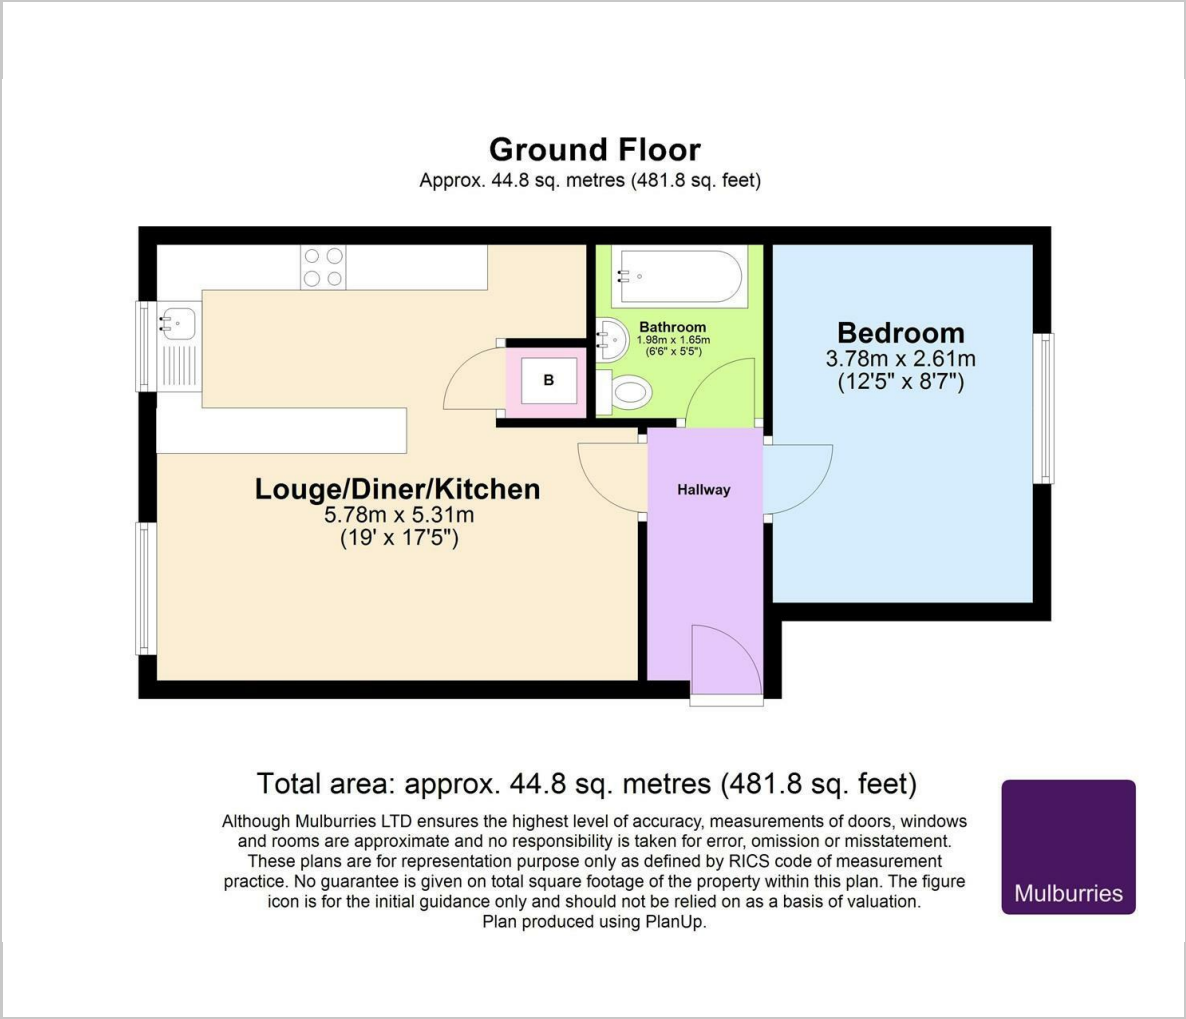 Ground Floor
Approx. 44.8 sq. metres (481.8 sq. feet)
Bathroom
1.98m x 1.65m
(6'6" x 5'5")
Bedroom
3.78m x 2.61m
(12'5" x 8'7")
B
Louge/Diner/Kitchen
5.78m x 5.31m
(19' x 17'5")
Hallway
Total area: approx. 44.8 sq. metres (481.8 sq. feet)
Although Mulburries LTD ensures the highest level of accuracy, measurements of doors, windows
and rooms are approximate and no responsibility is taken for error, omission or misstatement.
These plans are for representation purpose only as defined by RICS code of measurement
practice. No guarantee is given on total square footage of the property within this plan. The figure
icon is for the initial guidance only and should not be relied on as a basis of valuation.
Plan produced using PlanUp.
Mulburries